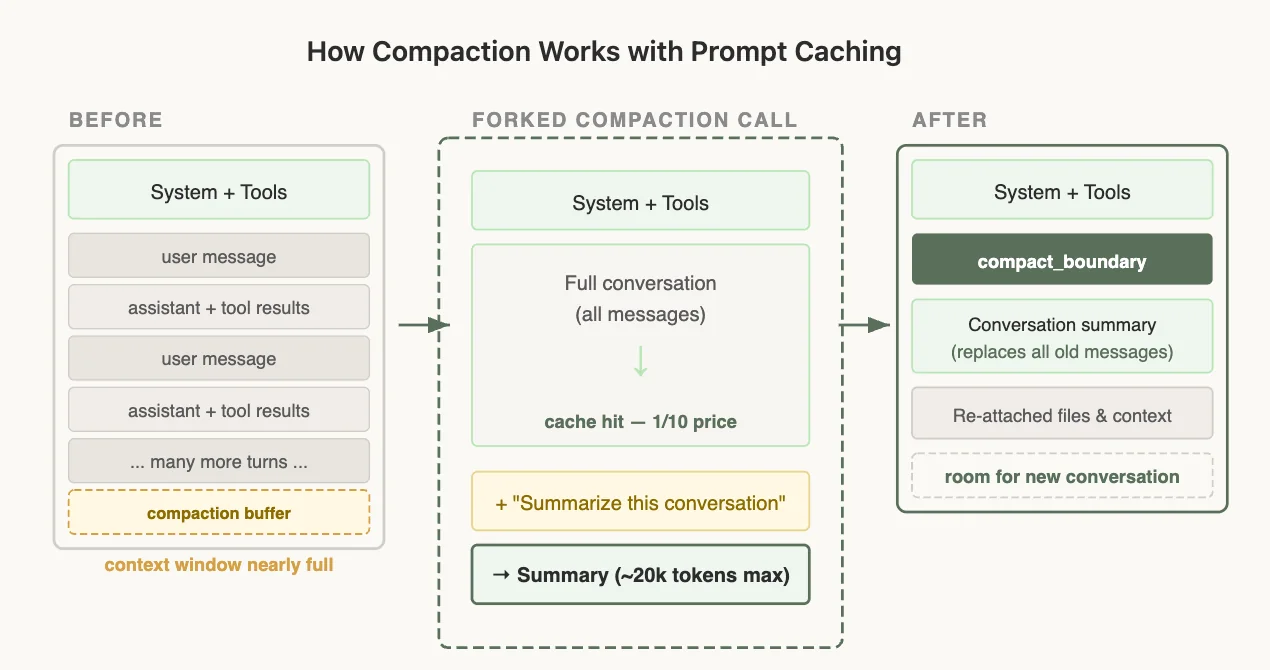 How Compaction Works with Prompt Caching
BEFORE
System + Tools
user message
assistant + tool results
user message
assistant + tool results
... many more turns ...
compaction buffer
context window nearly full
FORKED COMPACTION CALL
System + Tools
Full conversation
(all messages)
↓
cache hit — 1/10 price
+ "Summarize this conversation"
→ Summary (~20k tokens max)
AFTER
System + Tools
compact_boundary
Conversation summary
(replaces all old messages)
Re-attached files & context
room for new conversation